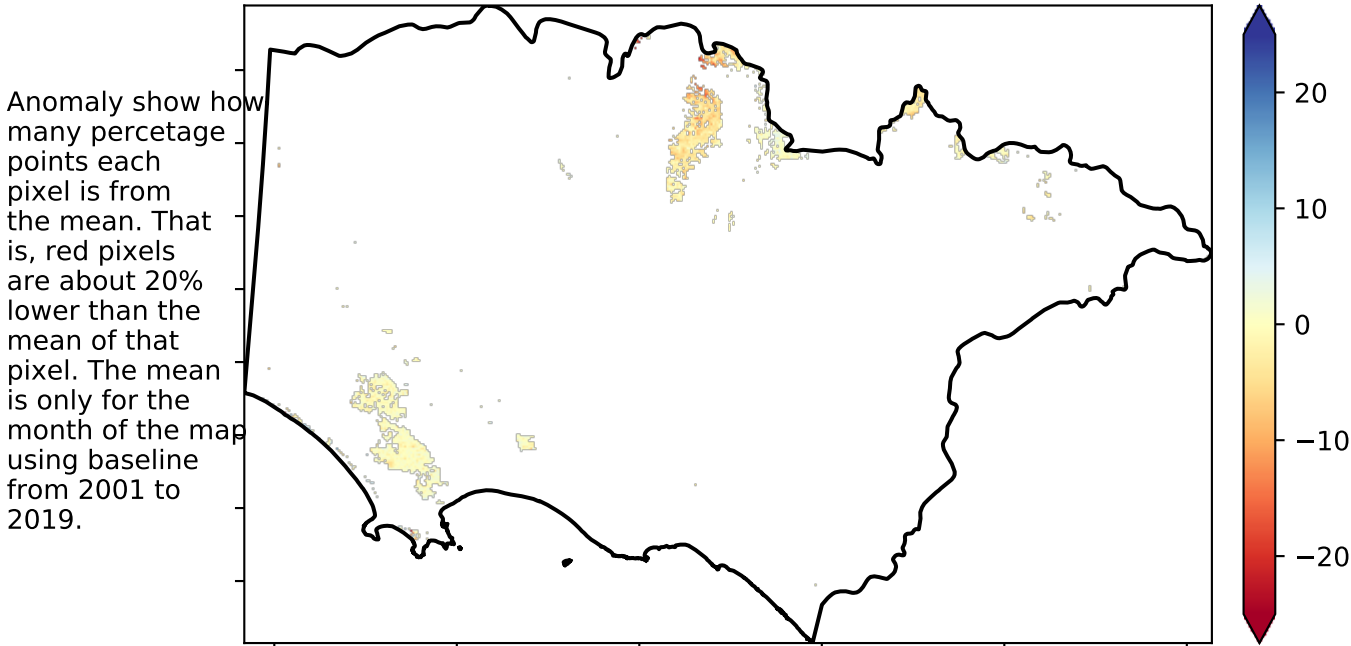 Anomaly show how
many percetage
points each
pixel is from
the mean. That
is, red pixels
are about 20%
lower than the
mean of that
pixel. The mean
is only for the
month of the map
using baseline
from 2001 to
2019.
20
10
0
−10
−20